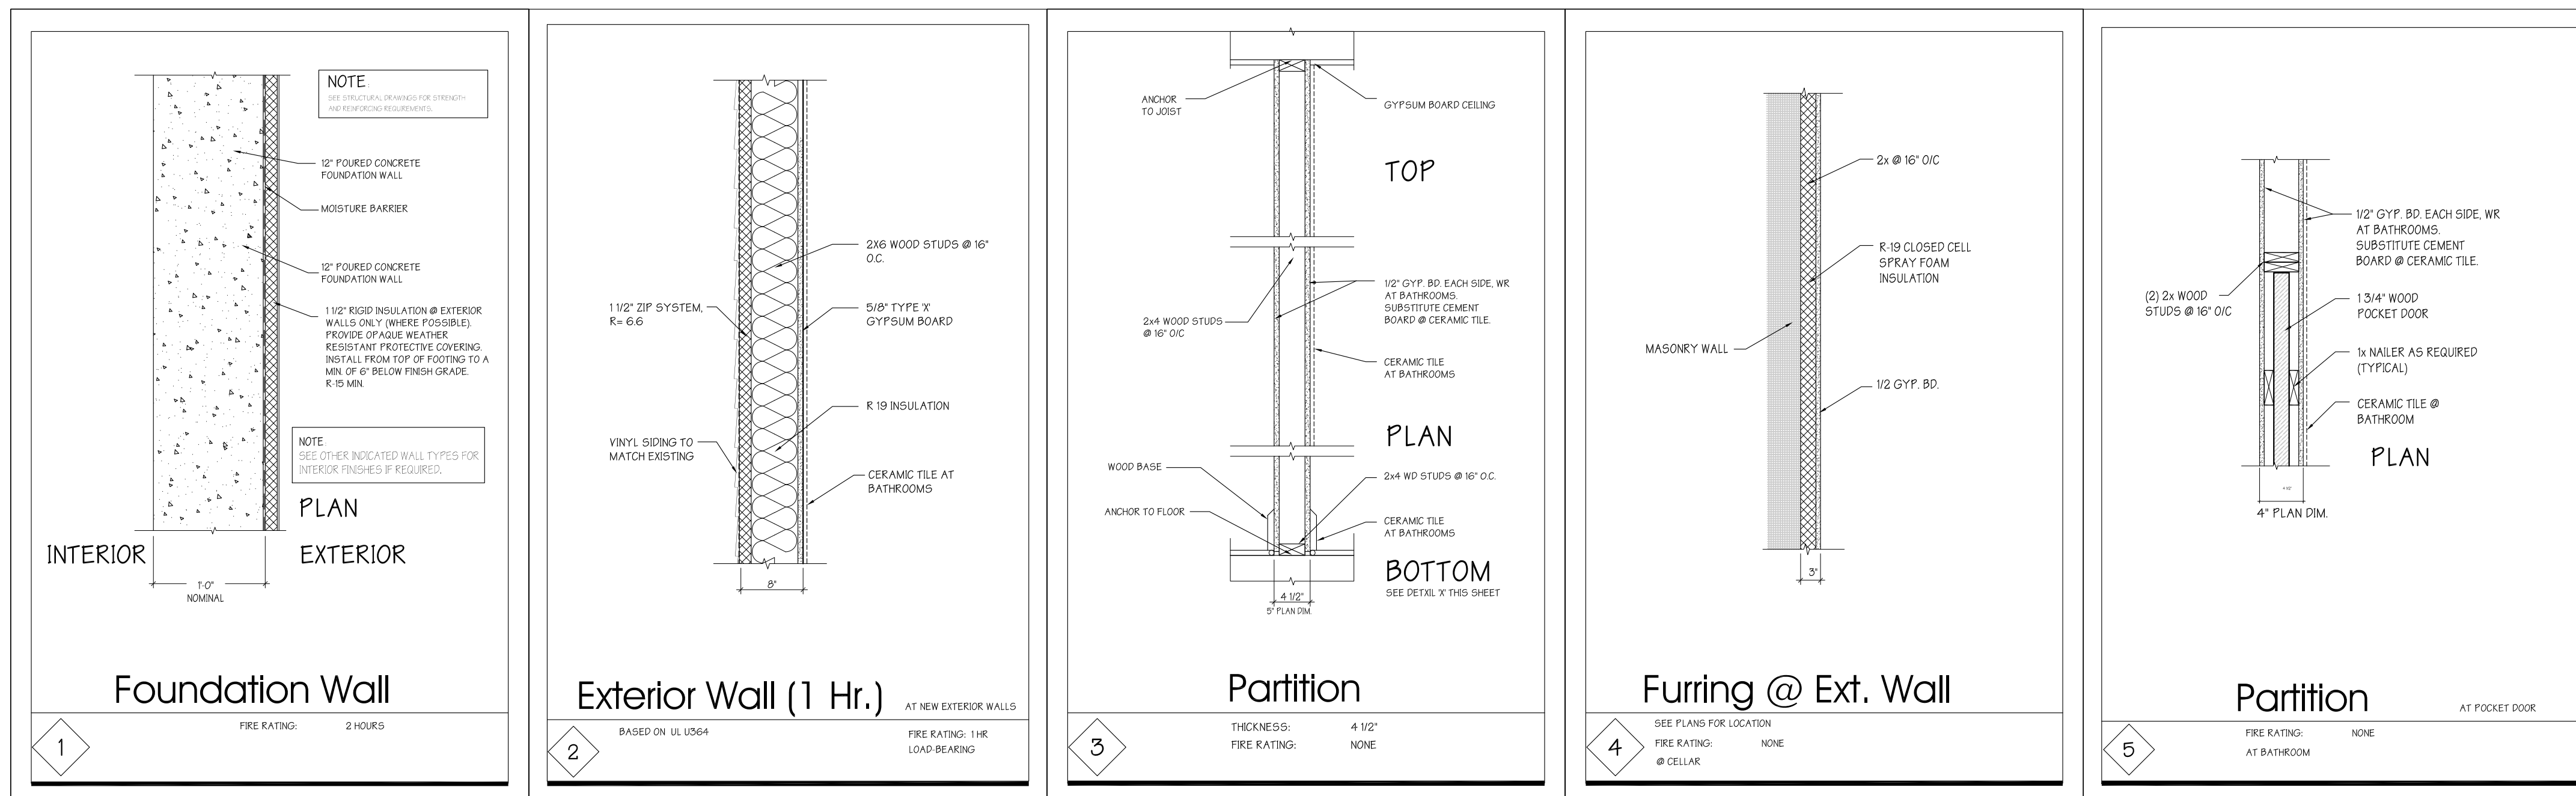 NOTE:
SEE STRUCTURAL DRAWINGS FOR STRENGTH
AND REINFORCING REQUIREMENTS.
12" POURED CONCRETE
FOUNDATION WALL
MOISTURE BARRIER
12" POURED CONCRETE
FOUNDATION WALL
1 1/2" RIGID INSULATION @ EXTERIOR
WALLS ONLY (WHERE POSSIBLE).
PROVIDE OPAQUE WEATHER
RESISTANT PROTECTIVE COVERING.
INSTALL FROM TOP OF FOOTING TO A
MIN. OF 6" BELOW FINISH GRADE.
R-15 MIN.
NOTE:
SEE OTHER INDICATED WALL TYPES FOR
INTERIOR FINISHES IF REQUIRED.
PLAN
INTERIOR
EXTERIOR
1'-0"
NOMINAL
Foundation Wall
1
FIRE RATING: 2 HOURS
2X6 WOOD STUDS @ 16"
O.C.
1 1/2" ZIP SYSTEM,
R= 6.6
5/8" TYPE 'X'
GYPSUM BOARD
R 19 INSULATION
VINYL SIDING TO
MATCH EXISTING
CERAMIC TILE AT
BATHROOMS
8"
Exterior Wall (1 Hr.)
AT NEW EXTERIOR WALLS
2
BASED ON UL U364
FIRE RATING: 1 HR
LOAD-BEARING
ANCHOR
TO JOIST
GYPSUM BOARD CEILING
TOP
1/2" GYP. BD. EACH SIDE, WR
AT BATHROOMS.
SUBSTITUTE CEMENT
BOARD @ CERAMIC TILE.
2x4 WOOD STUDS
@ 16" O/C
CERAMIC TILE
AT BATHROOMS
PLAN
WOOD BASE
2x4 WD STUDS @ 16" O.C.
ANCHOR TO FLOOR
CERAMIC TILE
AT BATHROOMS
BOTTOM
SEE DETXIL 'X' THIS SHEET
4 1/2"
5" PLAN DIM.
Partition
3
THICKNESS: 4 1/2"
FIRE RATING: NONE
2x @ 16" O/C
R-19 CLOSED CELL
SPRAY FOAM
INSULATION
MASONRY WALL
1/2 GYP. BD.
3"
Furring @ Ext. Wall
4
SEE PLANS FOR LOCATION
FIRE RATING: NONE
@ CELLAR
1/2" GYP. BD. EACH SIDE, WR
AT BATHROOMS.
SUBSTITUTE CEMENT
BOARD @ CERAMIC TILE.
(2) 2x WOOD
STUDS @ 16" O/C
1 3/4" WOOD
POCKET DOOR
1x NAILER AS REQUIRED
(TYPICAL)
CERAMIC TILE @
BATHROOM
PLAN
4" PLAN DIM.
Partition
AT POCKET DOOR
5
FIRE RATING: NONE
AT BATHROOM